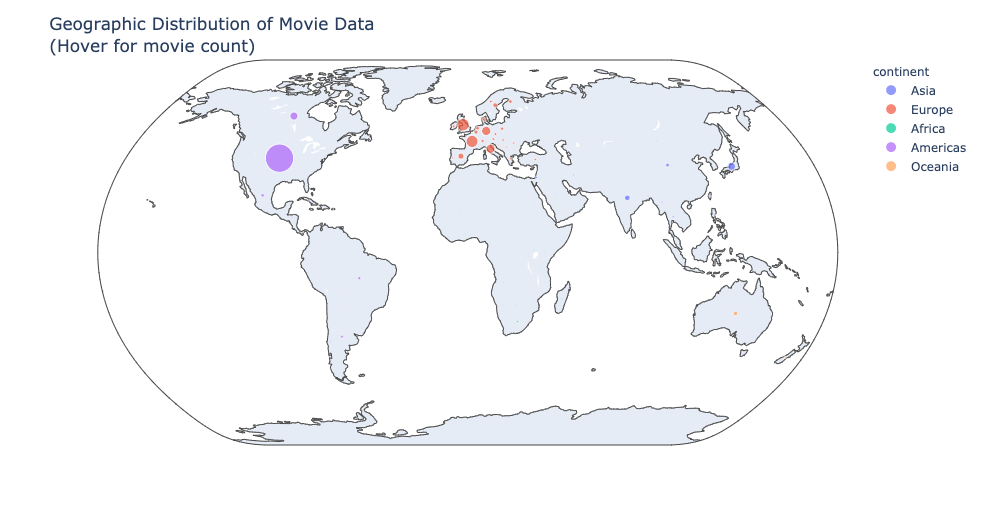 Geographic Distribution of Movie Data
(Hover for movie count)
continent
Asia
Europe
Africa
Americas
Oceania